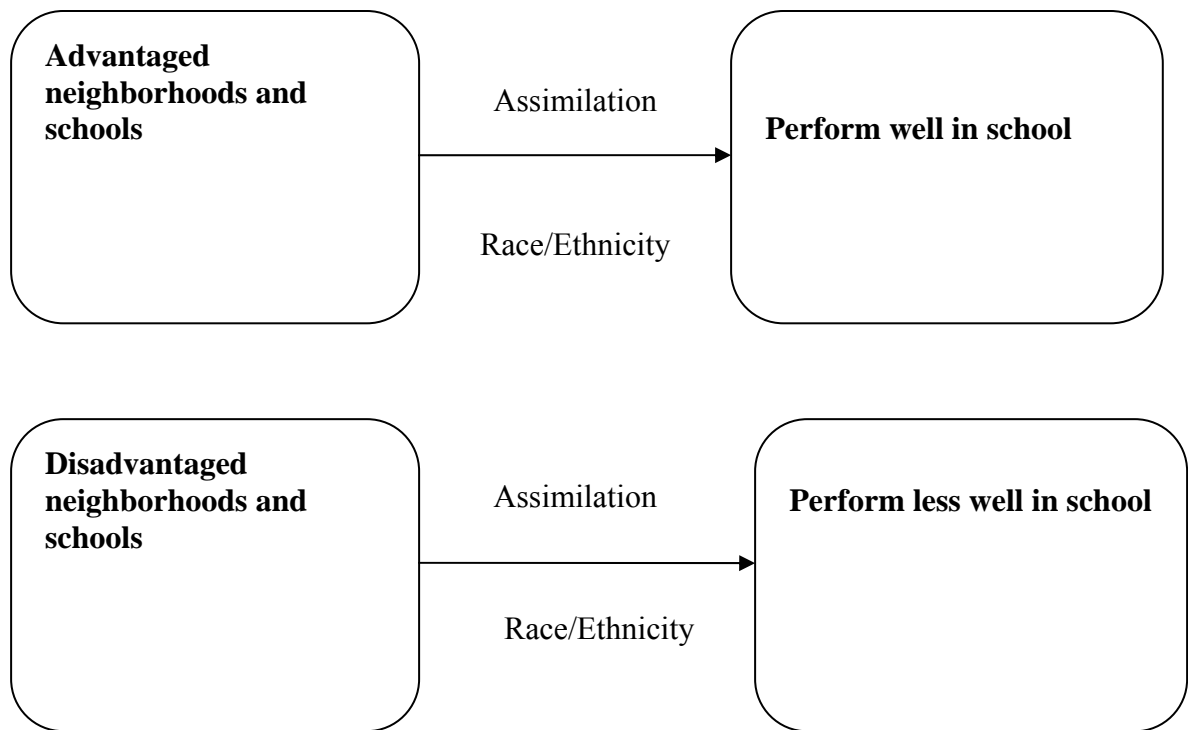 Advantaged
neighborhoods and
schools
Assimilation
Race/Ethnicity
Perform well in school
Disadvantaged
neighborhoods and
schools
Assimilation
Race/Ethnicity
Perform less well in school